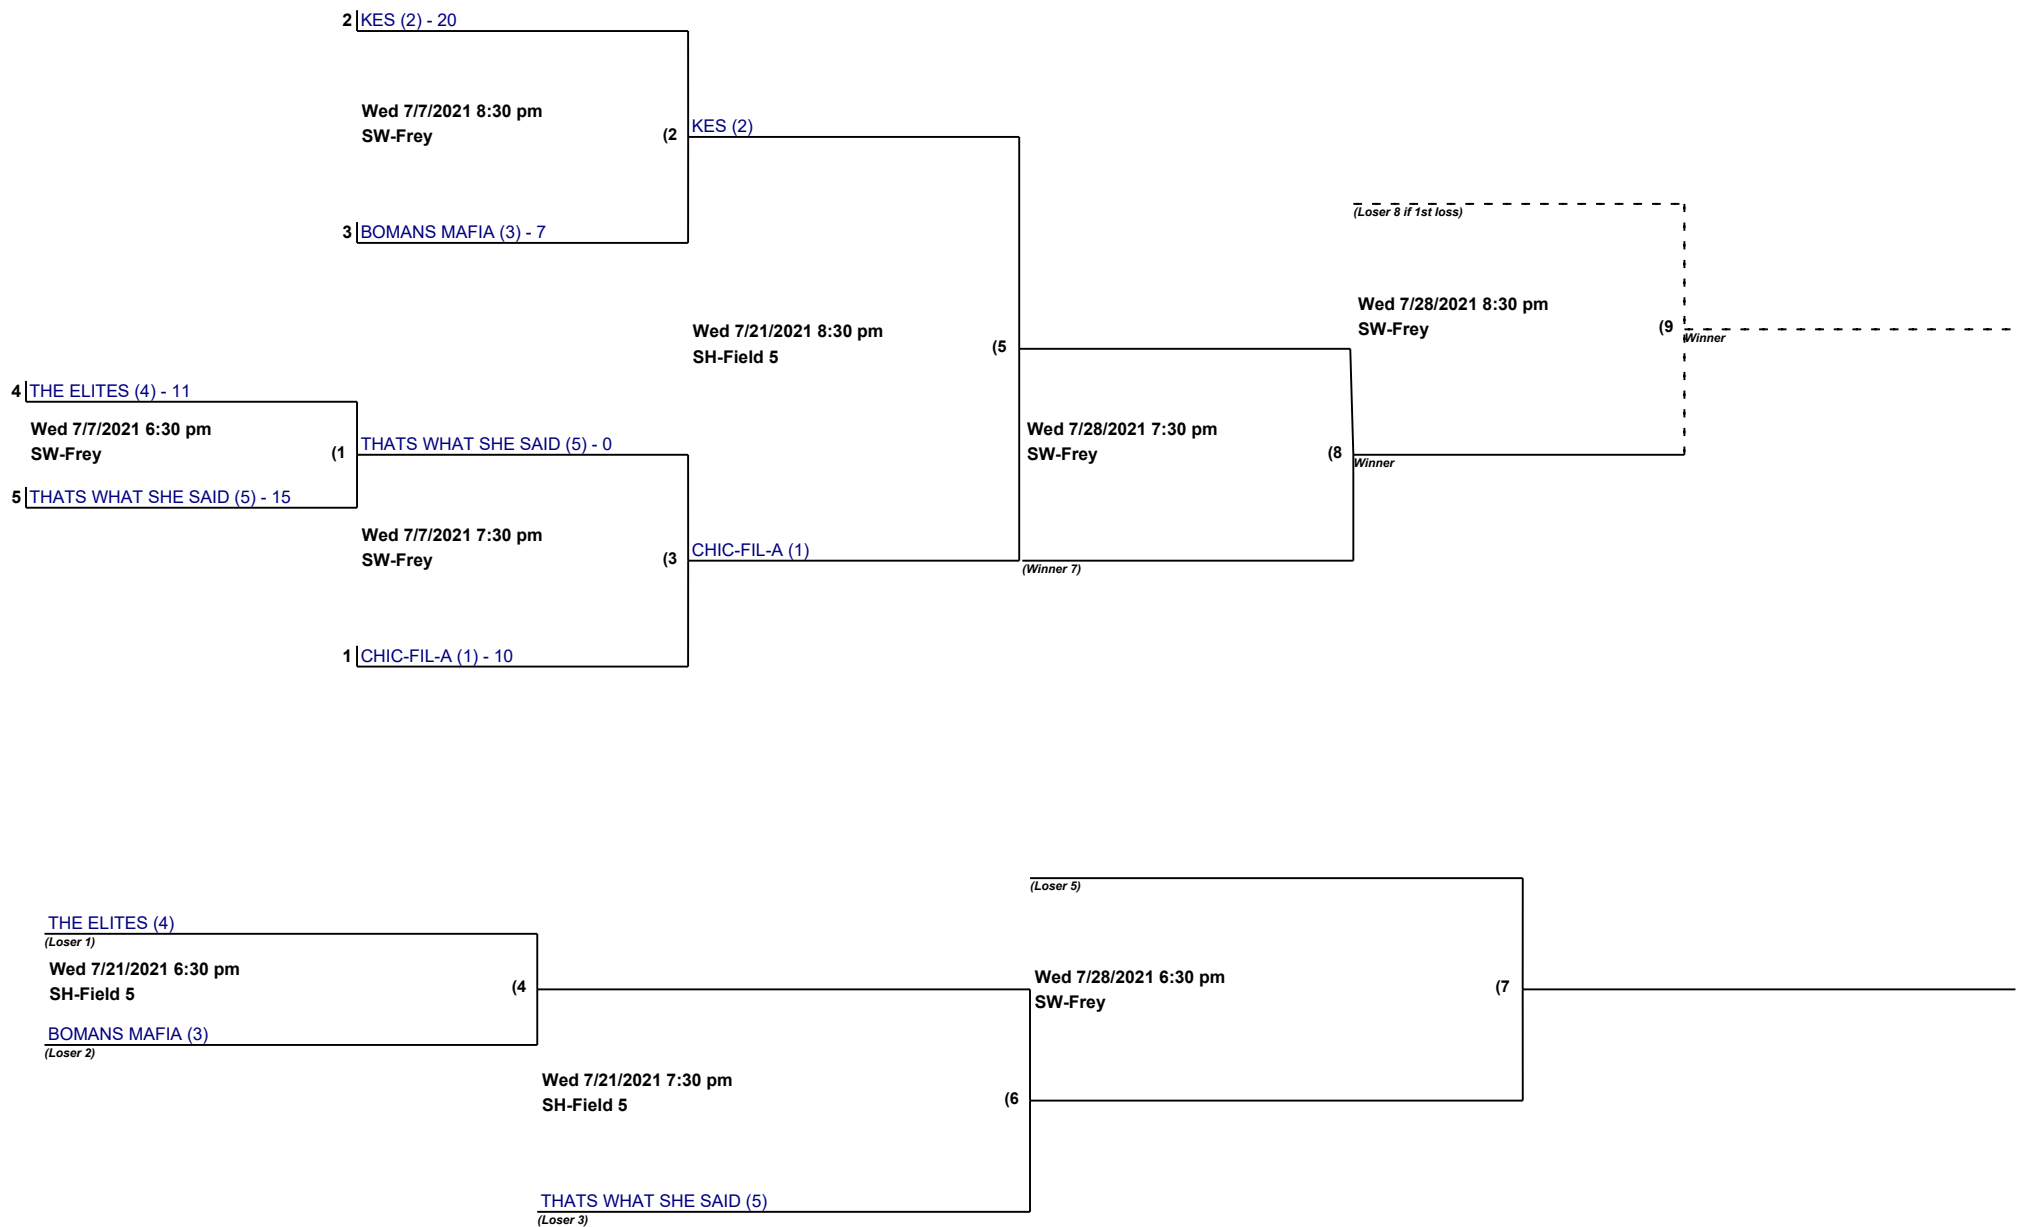 2 KES (2) - 20
Wed 7/7/2021 8:30 pm
SW-Frey
(2
KES (2)
3 BOMANS MAFIA (3) - 7
(Loser 8 if 1st loss)
Wed 7/28/2021 8:30 pm
SW-Frey
(9
Winner
Wed 7/21/2021 8:30 pm
SH-Field 5
(5
4 THE ELITES (4) - 11
Wed 7/7/2021 6:30 pm
SW-Frey
(1
THATS WHAT SHE SAID (5) - 0
5 THATS WHAT SHE SAID (5) - 15
Wed 7/28/2021 7:30 pm
SW-Frey
(8
Winner
Wed 7/7/2021 7:30 pm
SW-Frey
(3
CHIC-FIL-A (1)
(Winner 7)
1 CHIC-FIL-A (1) - 10
(Loser 5)
THE ELITES (4)
(Loser 1)
Wed 7/21/2021 6:30 pm
SH-Field 5
(4
Wed 7/28/2021 6:30 pm
SW-Frey
(7
BOMANS MAFIA (3)
(Loser 2)
Wed 7/21/2021 7:30 pm
SH-Field 5
(6
THATS WHAT SHE SAID (5)
(Loser 3)